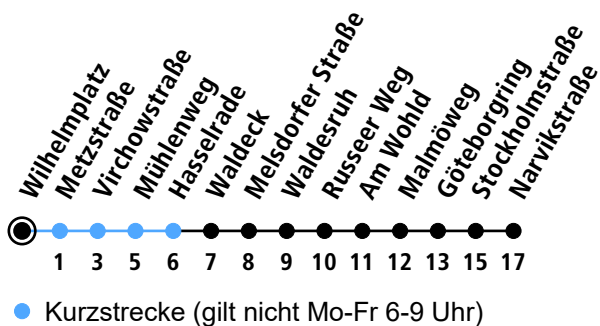 Wilhelmplatz
Metzstraße
Virchowstraße
Mühlenweg
Hasselrade
Waldeck
Melsdorfer Straße
Waldesruh
Russeer Weg
Am Wohld
Malmöweg
Göteborgring
Stockholmstraße
Narvikstraße
1 3 5 6 7 8 9 10 11 12 13 15 17
Kurzstrecke (gilt nicht Mo-Fr 6-9 Uhr)